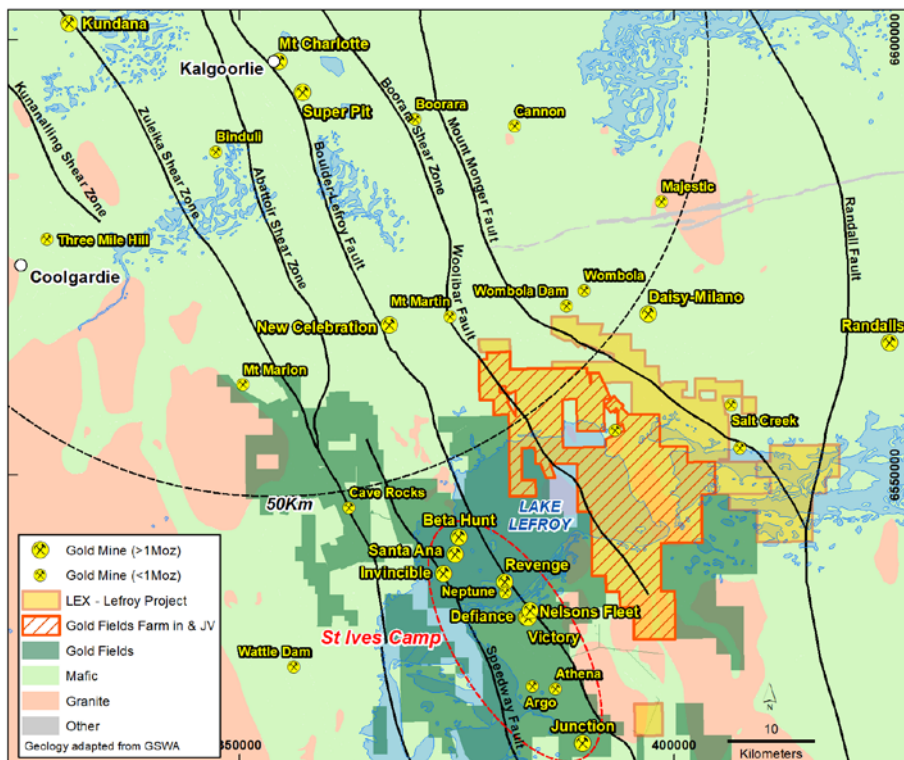 Kundana
Mt Charlotte
Kalgoorlie
6600000
Super Pit
Kunanalling Shear Zone
Zuleika Shear Zone
Binduli
Abattoir Shear Zone
Boulder-Lefroy Fault
Boorara Shear Zone
Boorara
Mount Monger Fault
Cannon
Majestic
Randall Fault
Three Mile Hill
Coolgardie
Woolibar Fault
Wombola
Wombola Dam
Daisy-Milano
Mt Martin
New Celebration
Randalls
Mt Marion
Salt Creek
6550000
50Km
Cave Rocks
LAKE
LEFROY
Beta Hunt
Santa Ana
Invincible
Revenge
Neptune
Nelsons Fleet
Defiance
Victory
St Ives Camp
Wattle Dam
Speedway Fault
Athena
Argo
Junction
Gold Mine (>1Moz)
Gold Mine (<1Moz)
LEX - Lefroy Project
Gold Fields Farm in & JV
Gold Fields
Mafic
Granite
Other
Geology adapted from GSWA
350000
400000
N
10
Kilometers